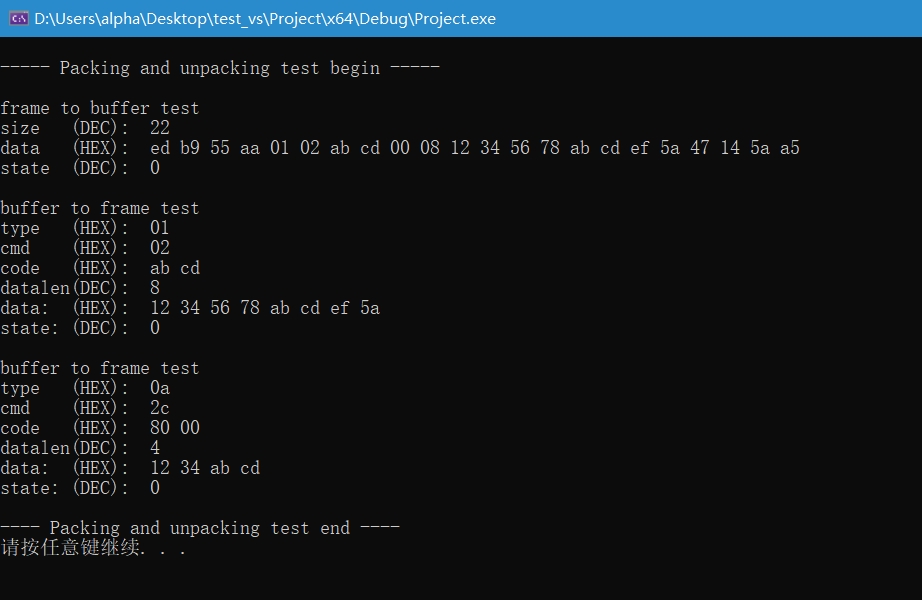 D:\Users\alpha\Desktop\test_vs\Project\x64\Debug\Project.exe
----- Packing and unpacking test begin -----
frame to buffer test
size   (DEC):  22
data   (HEX):  ed b9 55 aa 01 02 ab cd 00 08 12 34 56 78 ab cd ef 5a 47 14 5a a5
state  (DEC):  0
buffer to frame test
type   (HEX):  01
cmd    (HEX):  02
code   (HEX):  ab cd
datalen(DEC):  8
data:  (HEX):  12 34 56 78 ab cd ef 5a
state: (DEC):  0
buffer to frame test
type   (HEX):  0a
cmd    (HEX):  2c
code   (HEX):  80 00
datalen(DEC):  4
data:  (HEX):  12 34 ab cd
state: (DEC):  0
---- Packing and unpacking test end ----
请按任意键继续. . .